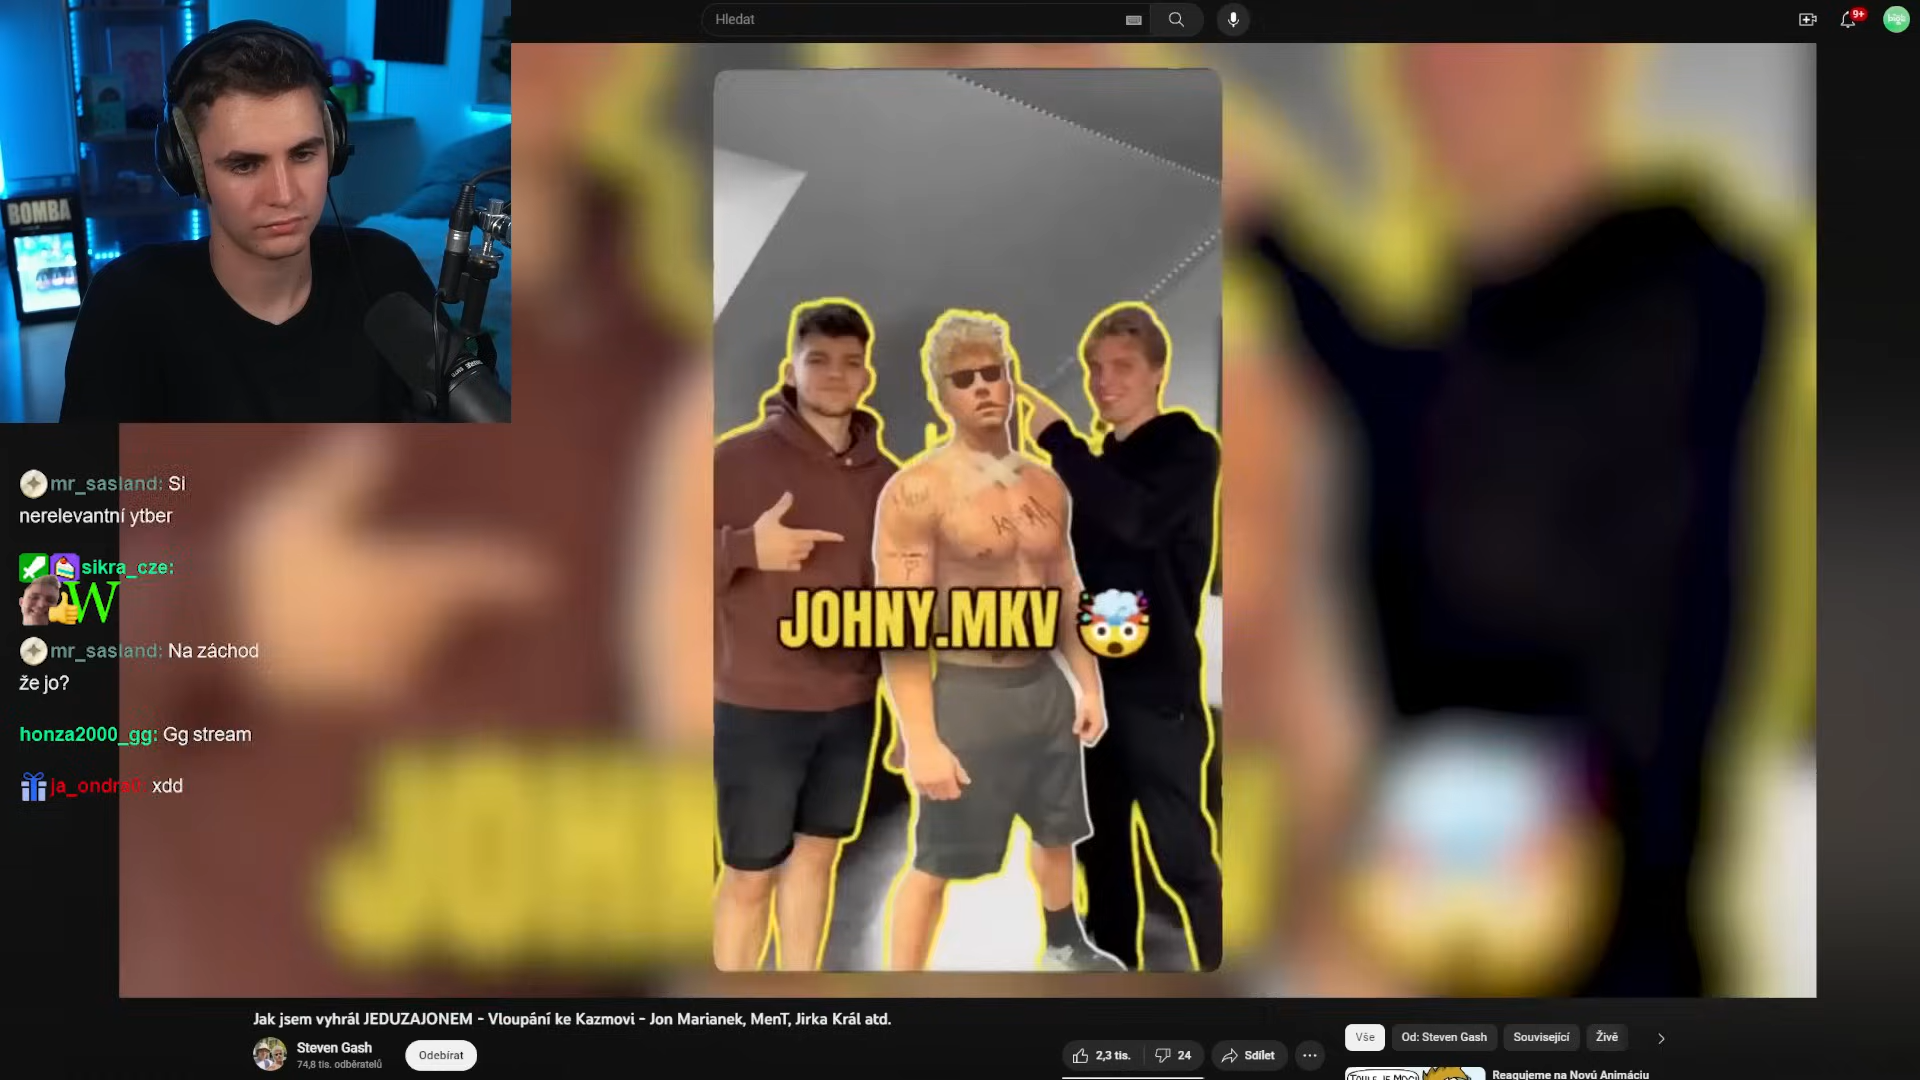 Hledat
9+
BOMBA
mr_sasland: Si
nerelevantní ytber
sikra_cze:
W
mr_sasland: Na záchod
že jo?
honza2000_gg: Gg stream
xdd
JOHNY.MKV
Jak jsem vyhrál JEDUZAJONEM - Vloupání ke Kazmovi - Jon Marianek, MenT, Jirka Král atd.
Steven Gash
74,8 tis. odběratelů
Odebírat
2,3 tis.
24
Sdílet
Vše
Od: Steven Gash
Související
Živě
Reagujeme na Novú Animáciu